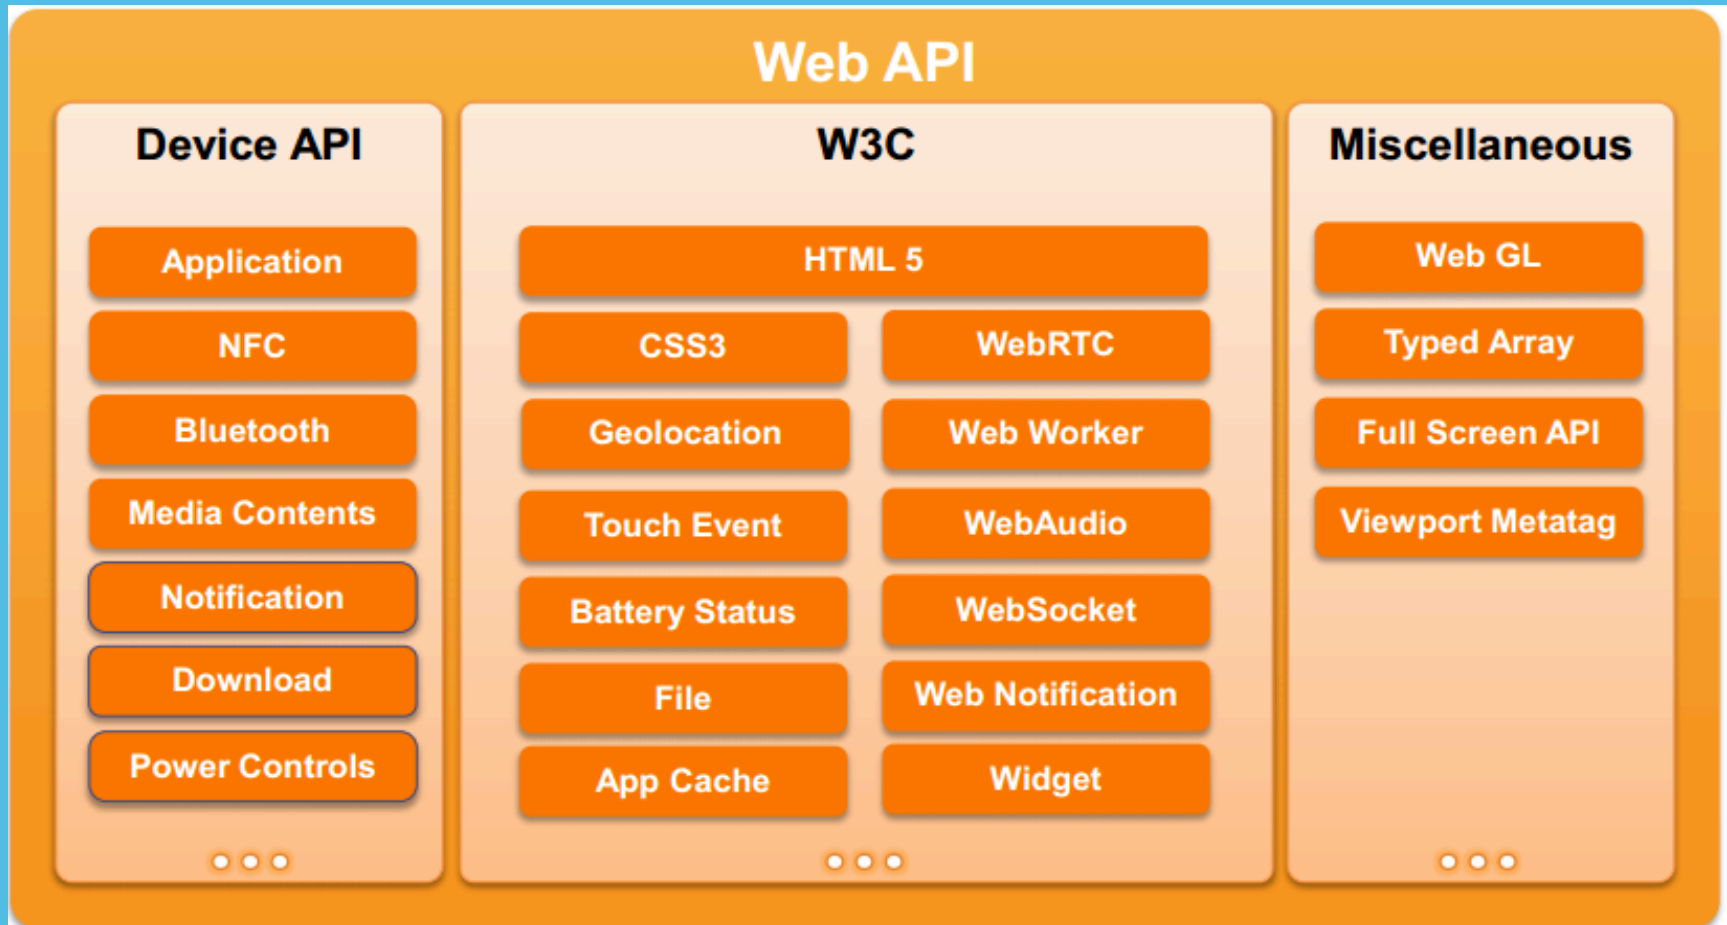 Web API
Device API
Application
NFC
Bluetooth
Media Contents
Notification
Download
Power Controls
W3C
HTML 5
CSS3
WebRTC
Geolocation
Web Worker
Touch Event
WebAudio
Battery Status
WebSocket
File
Web Notification
App Cache
Widget
Miscellaneous
Web GL
Typed Array
Full Screen API
Viewport Metatag